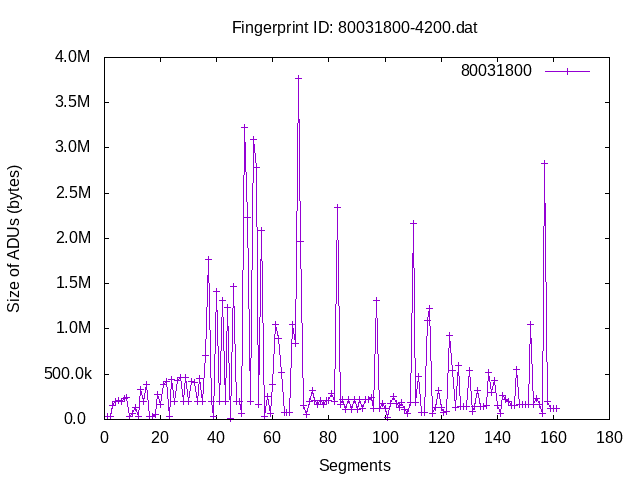 Fingerprint ID: 80031800-4200.dat
80031800
4.0M
3.5M
3.0M
2.5M
2.0M
1.5M
1.0M
500.0k
0.0
0 20 40 60 80 100 120 140 160 180
Size of ADUs (bytes)
Segments